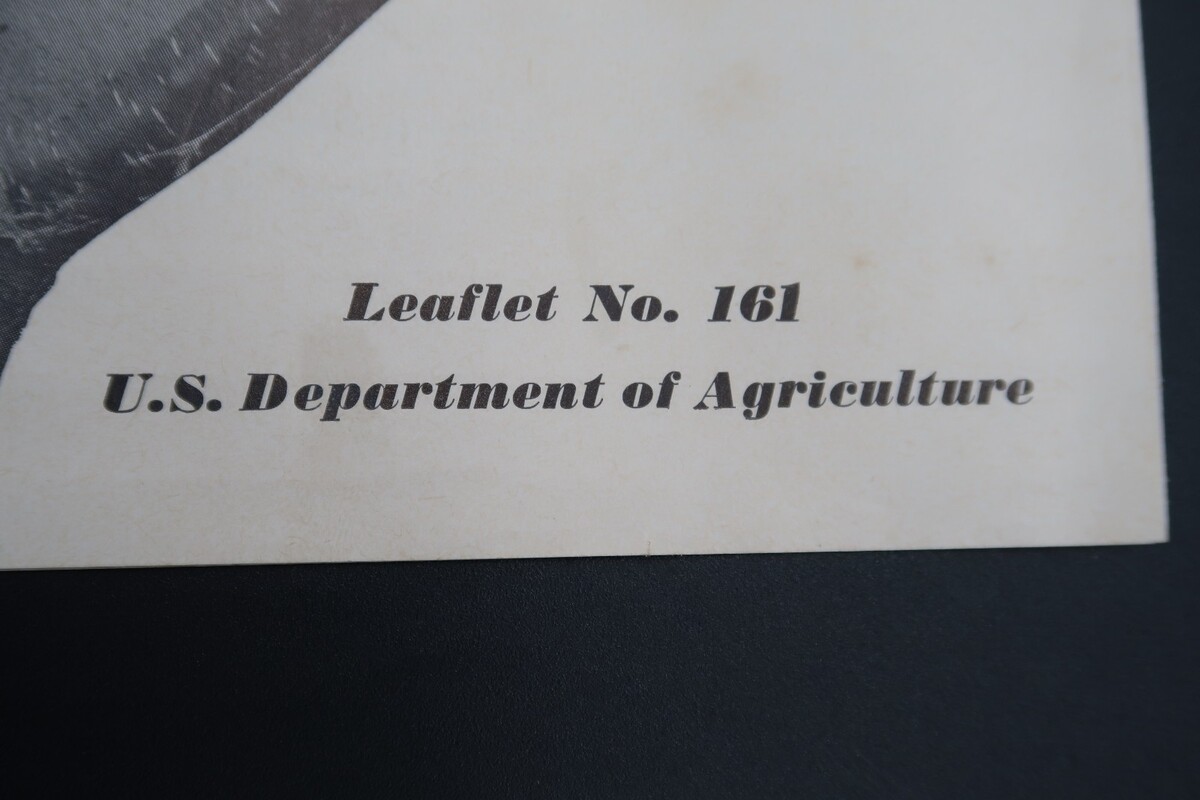 Leaflet No. 161
U.S. Department of Agriculture